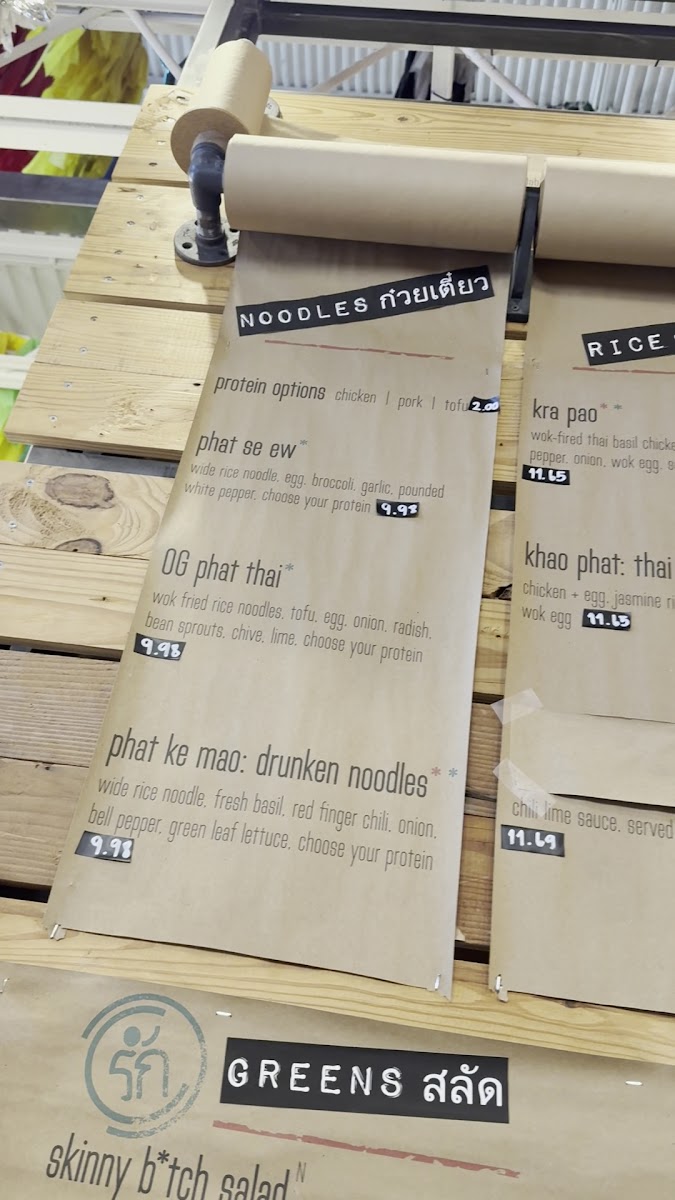 NOODLES ก๋วยเตี๋ยว
protein options chicken | pork | tofu 2.00
phat se ew*
wide rice noodle, egg, broccoli, garlic, pounded
white pepper, choose your protein 9.98
OG phat thai*
wok fried rice noodles, tofu, egg, onion, radish,
bean sprouts, chive, lime, choose your protein
9.98
phat ke mao: drunken noodles**
wide rice noodle, fresh basil, red finger chili, onion,
bell pepper, green leaf lettuce, choose your protein
9.98
RICE
kra pao**
wok-fired thai basil
pepper, onion, wok egg,
11.65
khao phat: thai
chicken + egg, jasmine
wok egg 11.65
chili lime sauce, served
11.69
รัก
GREENS สลัด
skinny b*tch salad N